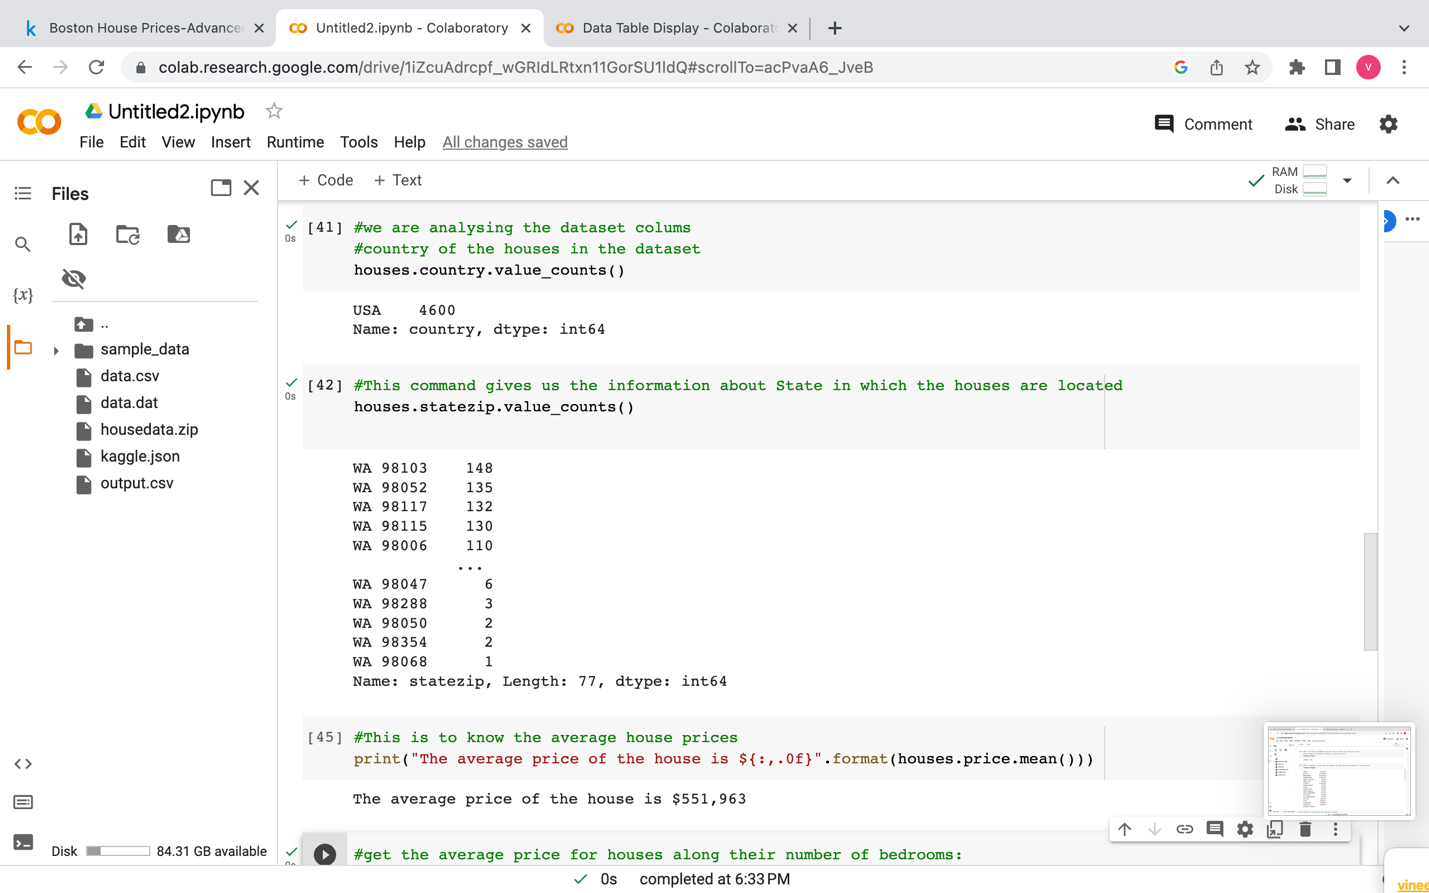 Boston House Prices-Advance
Untitled2.ipynb - Colaboratory
Data Table Display - Colaborat
colab.research.google.com/drive/1iZcuAdrcpf_wGRIdLRtxn11GorSU1IdQ#scrollTo=acPvaA6_JveB
V
Untitled2.ipynb
File Edit View Insert Runtime Tools Help All changes saved
Comment
Share
Files
+ Code + Text
RAM
Disk
..
sample_data
data.csv
data.dat
housedata.zip
kaggle.json
output.csv
{x}
0s
[41] #we are analysing the dataset colums
#country of the houses in the dataset
houses.country.value_counts()
USA 4600
Name: country, dtype: int64
0s
[42] #This command gives us the information about State in which the houses are located
houses.statezip.value_counts()
WA 98103 148
WA 98052 135
WA 98117 132
WA 98115 130
WA 98006 110
...
WA 98047 6
WA 98288 3
WA 98050 2
WA 98354 2
WA 98068 1
Name: statezip, Length: 77, dtype: int64
[45] #This is to know the average house prices
print("The average price of the house is ${:,.0f}".format(houses.price.mean()))
The average price of the house is $551,963
#get the average price for houses along their number of bedrooms:
Disk 84.31 GB available
0s completed at 6:33 PM
vinee